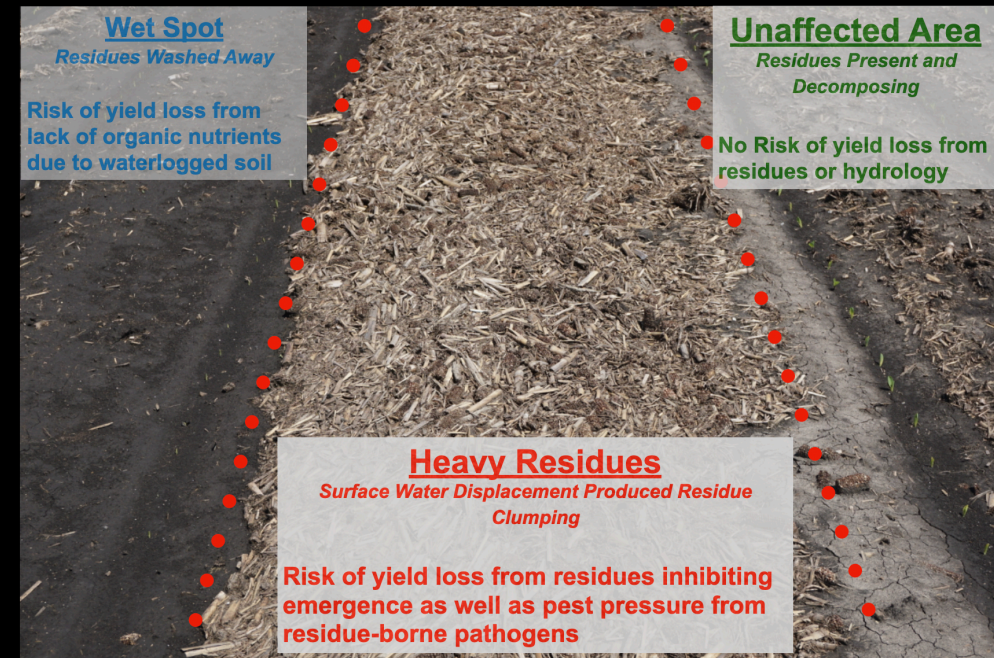 Wet Spot
Residues Washed Away
Risk of yield loss from
lack of organic nutrients
due to waterlogged soil
Unaffected Area
Residues Present and
Decomposing
No Risk of yield loss from
residues or hydrology
Heavy Residues
Surface Water Displacement Produced Residue
Clumping
Risk of yield loss from residues inhibiting
emergence as well as pest pressure from
residue-borne pathogens